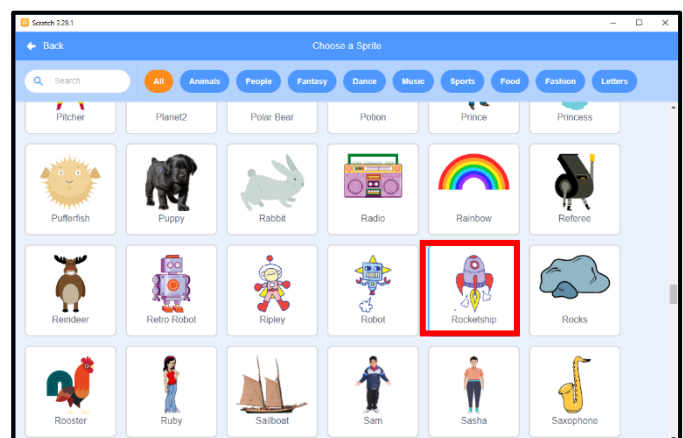 Scratch 3.29.1
Back
Choose a Sprite
Search
All Animals People Fantasy Dance Music Sports Food Fashion Letters
Pitcher Planet2 Polar Bear Potion Prince Princess
Pufferfish Puppy Rabbit Radio Rainbow Referee
Reindeer Retro Robot Ripley Robot Rocketship Rocks
Rooster Ruby Sailboat Sam Sasha Saxophone